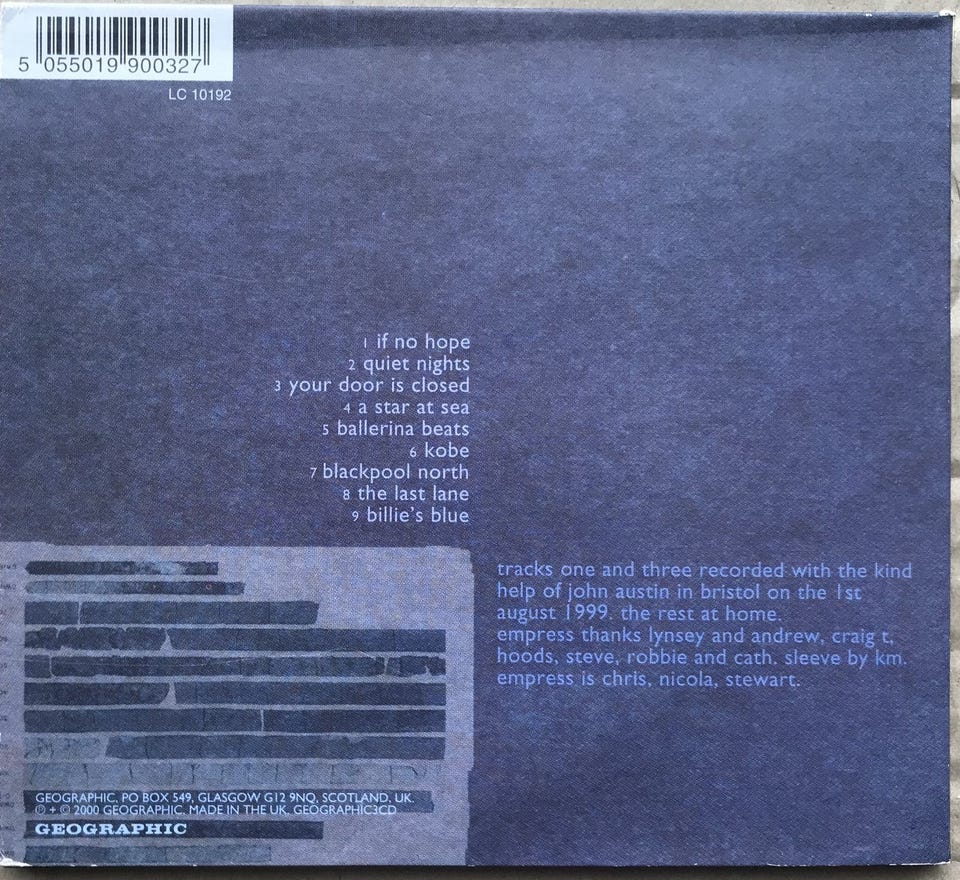 5 055019 900327
LC 10192
1 if no hope
2 quiet nights
3 your door is closed
4 a star at sea
5 ballerina beats
6 kobe
7 blackpool north
8 the last lane
9 billie's blue
tracks one and three recorded with the kind
help of john austin in bristol on the 1st
august 1999. the rest at home.
empress thanks lynsey and andrew, craig t,
hoods, steve, robbie and cath. sleeve by km.
empress is chris, nicola, stewart.
GEOGRAPHIC, PO BOX 549, GLASGOW G12 9NQ, SCOTLAND, UK.
℗ + © 2000 GEOGRAPHIC. MADE IN THE UK. GEOGRAPHIC3CD
GEOGRAPHIC